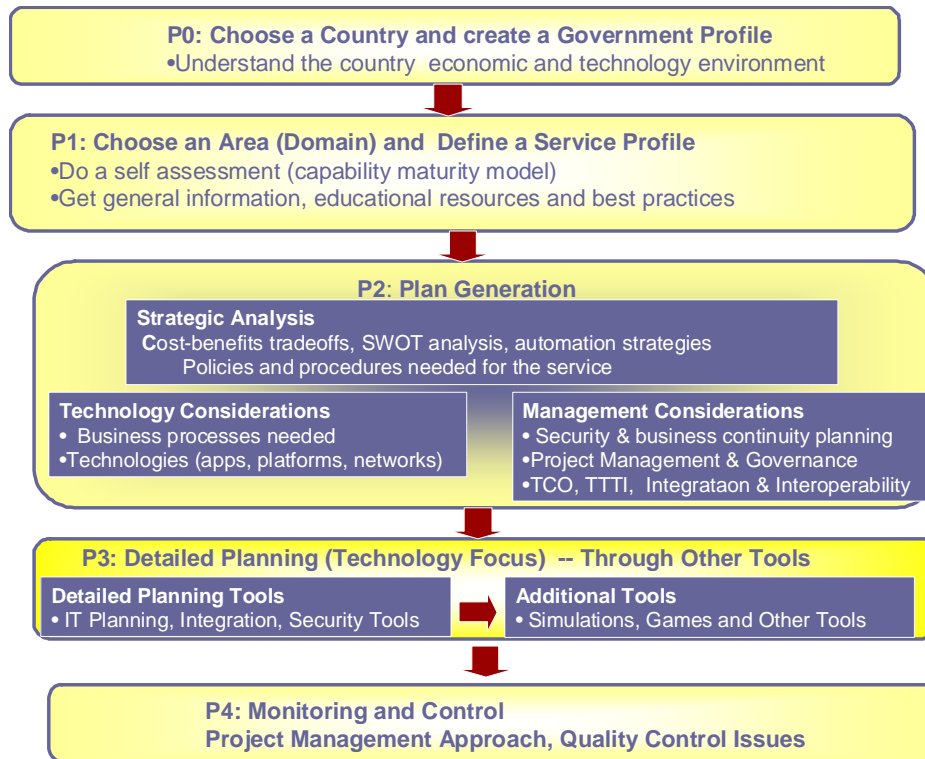 P0: Choose a Country and create a Government Profile
•Understand the country economic and technology environment
P1: Choose an Area (Domain) and Define a Service Profile
•Do a self assessment (capability maturity model)
•Get general information, educational resources and best practices
P2: Plan Generation
Strategic Analysis
Cost-benefits tradeoffs, SWOT analysis, automation strategies
Policies and procedures needed for the service
Technology Considerations
• Business processes needed
•Technologies (apps, platforms, networks)
Management Considerations
• Security & business continuity planning
•Project Management & Governance
•TCO, TTTI, Integrataon & Interoperability
P3: Detailed Planning (Technology Focus) -- Through Other Tools
Detailed Planning Tools
• IT Planning, Integration, Security Tools
Additional Tools
• Simulations, Games and Other Tools
P4: Monitoring and Control
Project Management Approach, Quality Control Issues